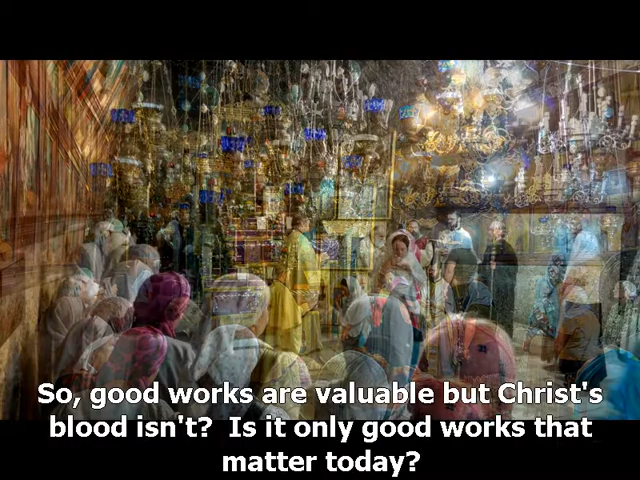 So, good works are valuable but Christ's
blood isn't?  Is it only good works that
matter today?